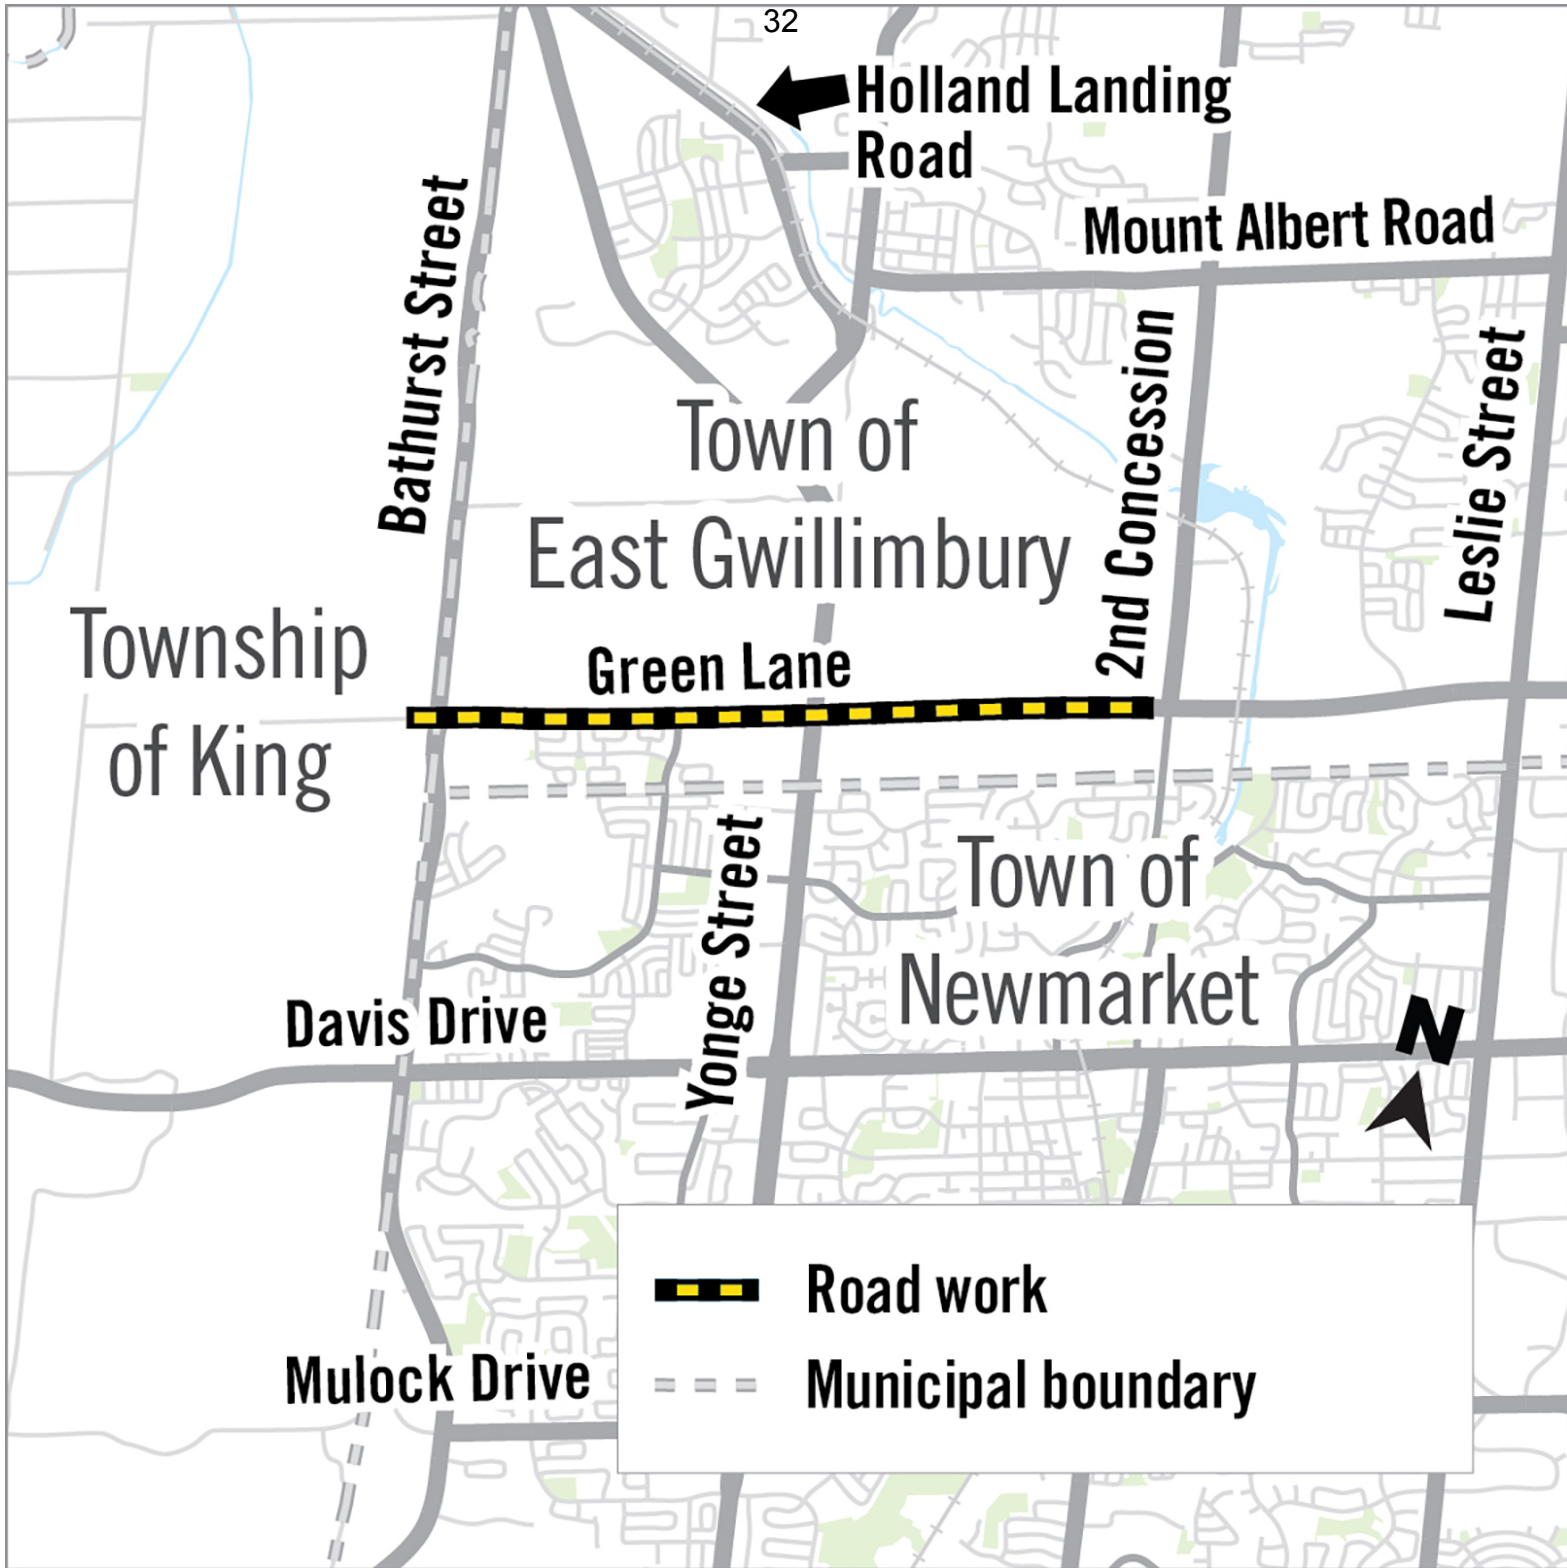 32
Holland Landing
Road
Mount Albert Road
Bathurst Street
2nd Concession
Leslie Street
Town of
East Gwillimbury
Township
of King
Green Lane
Yonge Street
Town of
Newmarket
Davis Drive
N
Road work
Mulock Drive
Municipal boundary